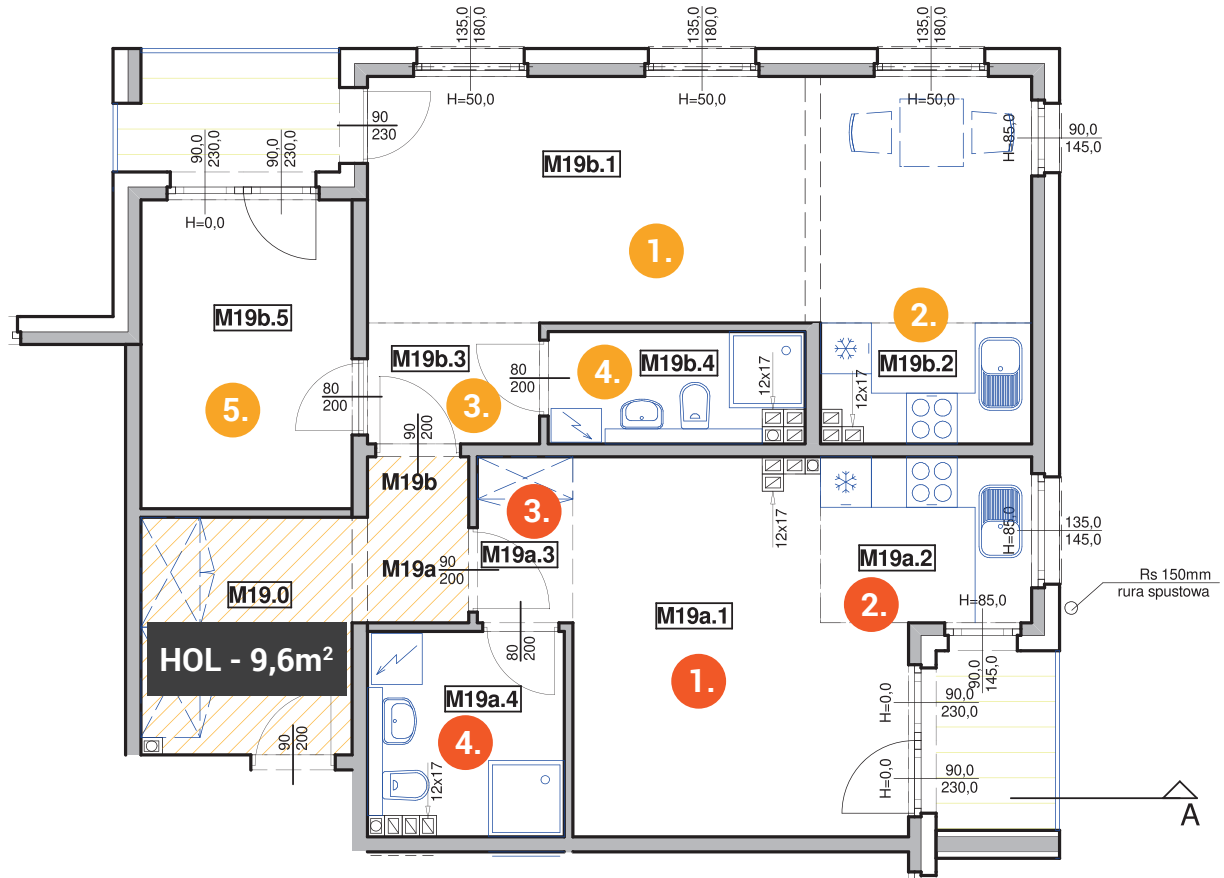 135,0
180,0
135,0
180,0
135,0
180,0
H=50,0
H=50,0
H=50,0
90
230
90,0
230,0
90,0
230,0
H=85,0
90,0
145,0
M19b.1
H=0,0
1.
M19b.5
2.
M19b.3
M19b.4
M19b.2
80
200
4.
12x17
12x17
80
200
5.
3.
90
200
M19b
3.
12x17
H=85,0
135,0
145,0
M19a.3
M19a.2
M19a
90
200
M19.0
Rs 150mm
rura spustowa
2.
H=85,0
M19a.1
HOL - 9,6m²
80
200
90,0
145,0
1.
M19a.4
H=0,0
90,0
230,0
4.
90
200
12x17
H=0,0
90,0
230,0
A